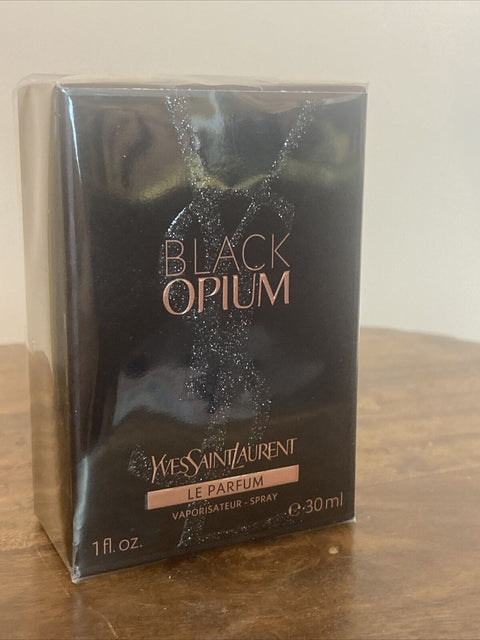 BLACK
OPIUM
YVESSAINTLAURENT
LE PARFUM
VAPORISATEUR - SPRAY
1 fl. oz.
℮ 30 ml